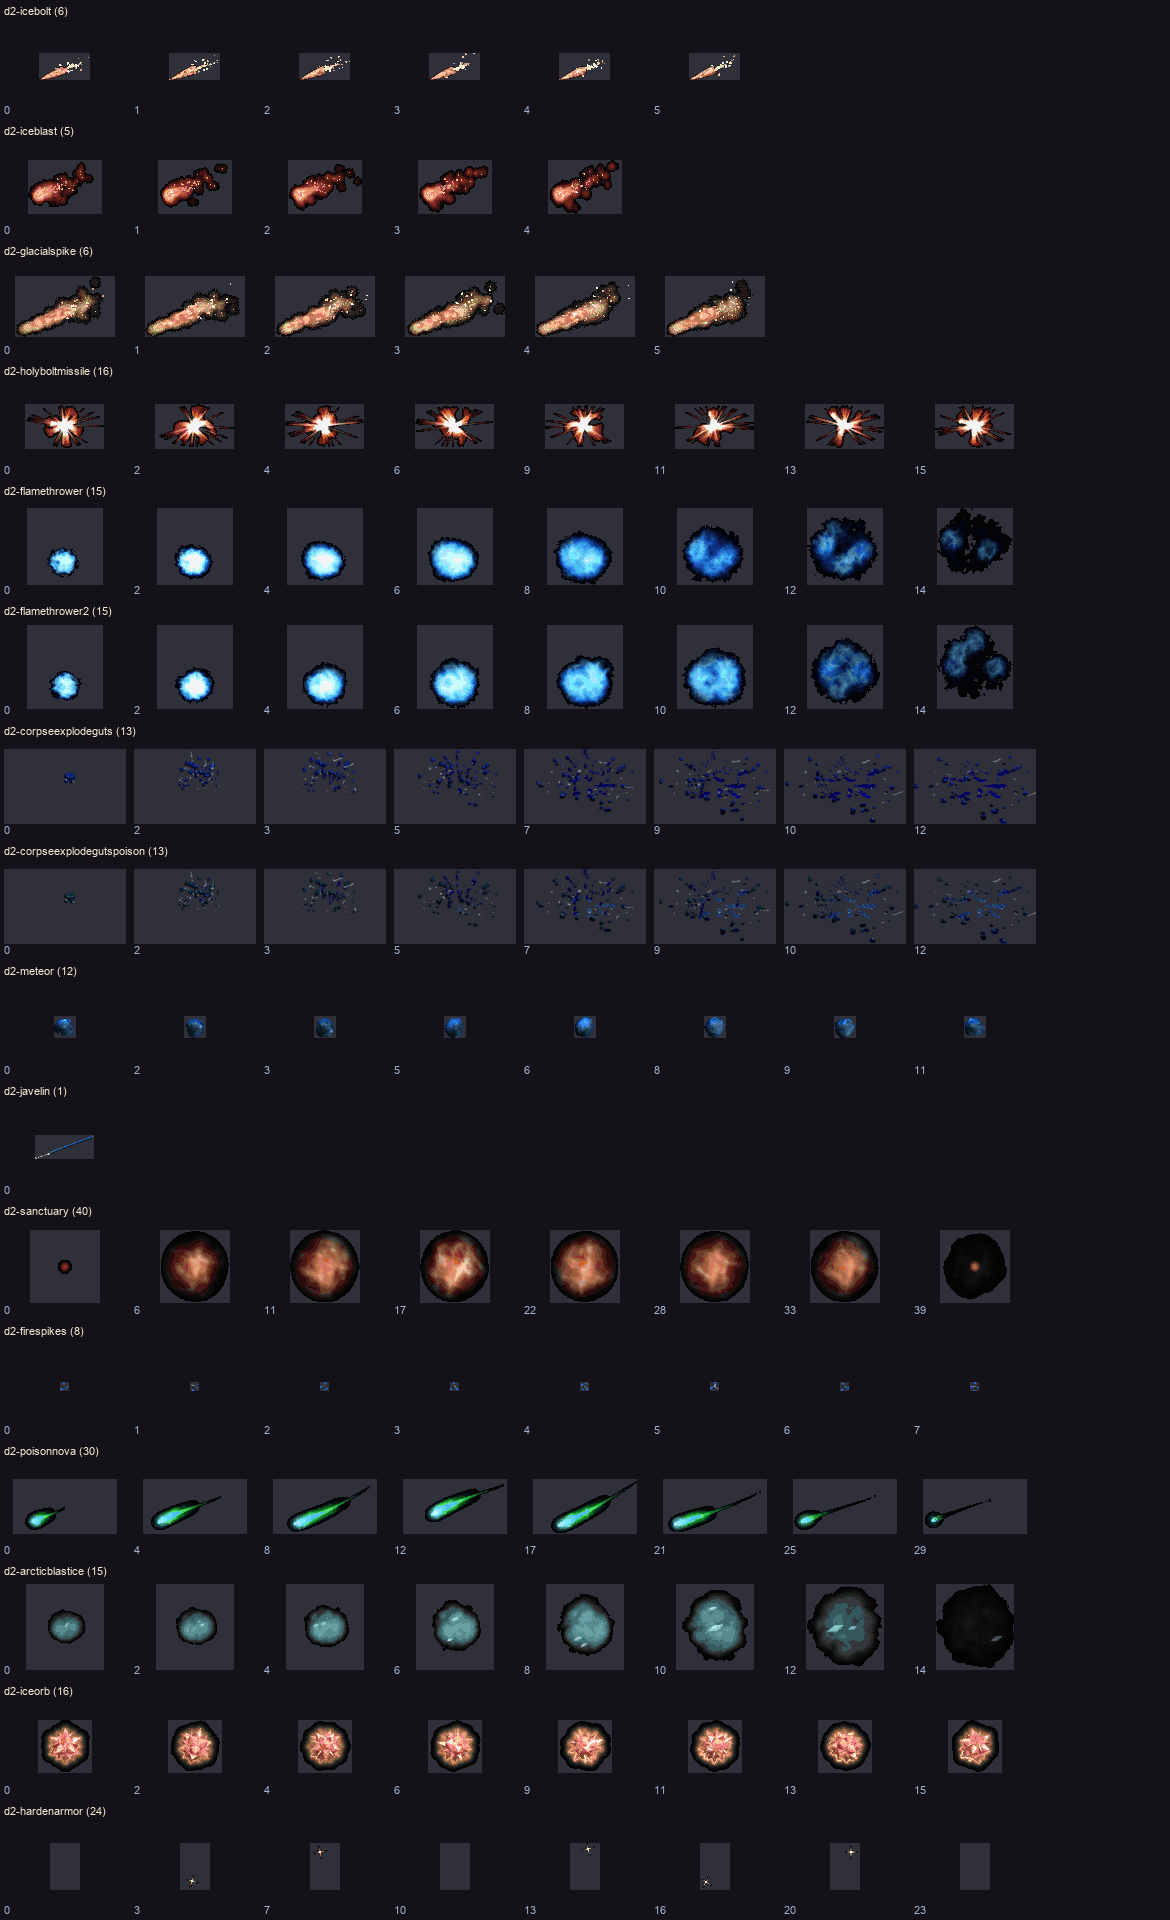 d2-icebolt (6)
0 1 2 3 4 5
d2-iceblast (5)
0 1 2 3 4
d2-glacialspike (6)
0 1 2 3 4 5
d2-holyboltmissile (16)
0 2 4 6 9 11 13 15
d2-flamethrower (15)
0 2 4 6 8 10 12 14
d2-flamethrower2 (15)
0 2 4 6 8 10 12 14
d2-corpseexplodeguts (13)
0 2 3 5 7 9 10 12
d2-corpseexplodegutspoison (13)
0 2 3 5 7 9 10 12
d2-meteor (12)
0 2 3 5 6 8 9 11
d2-javelin (1)
0
d2-sanctuary (40)
0 6 11 17 22 28 33 39
d2-firespikes (8)
0 1 2 3 4 5 6 7
d2-poisonnova (30)
0 4 8 12 17 21 25 29
d2-arcticblastice (15)
0 2 4 6 8 10 12 14
d2-iceorb (16)
0 2 4 6 9 11 13 15
d2-hardenarmor (24)
0 3 7 10 13 16 20 23